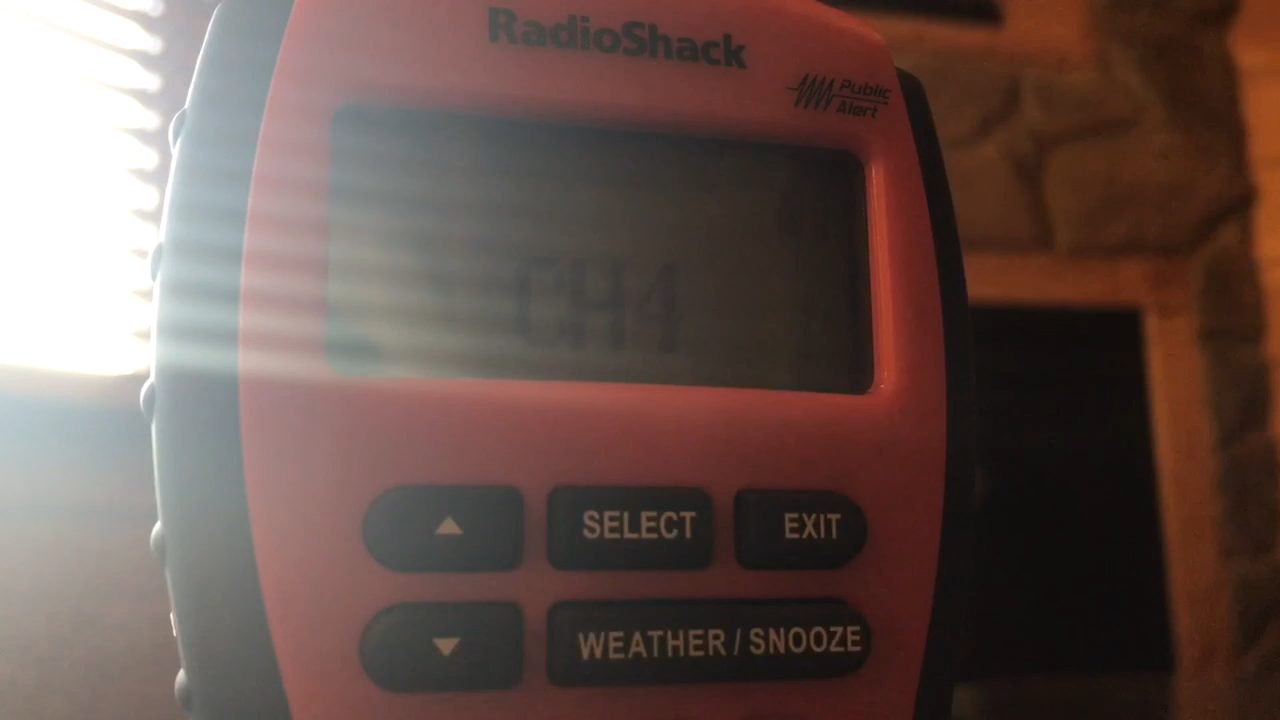 RadioShack
Public
Alert
CH4
SELECT
EXIT
WEATHER / SNOOZE